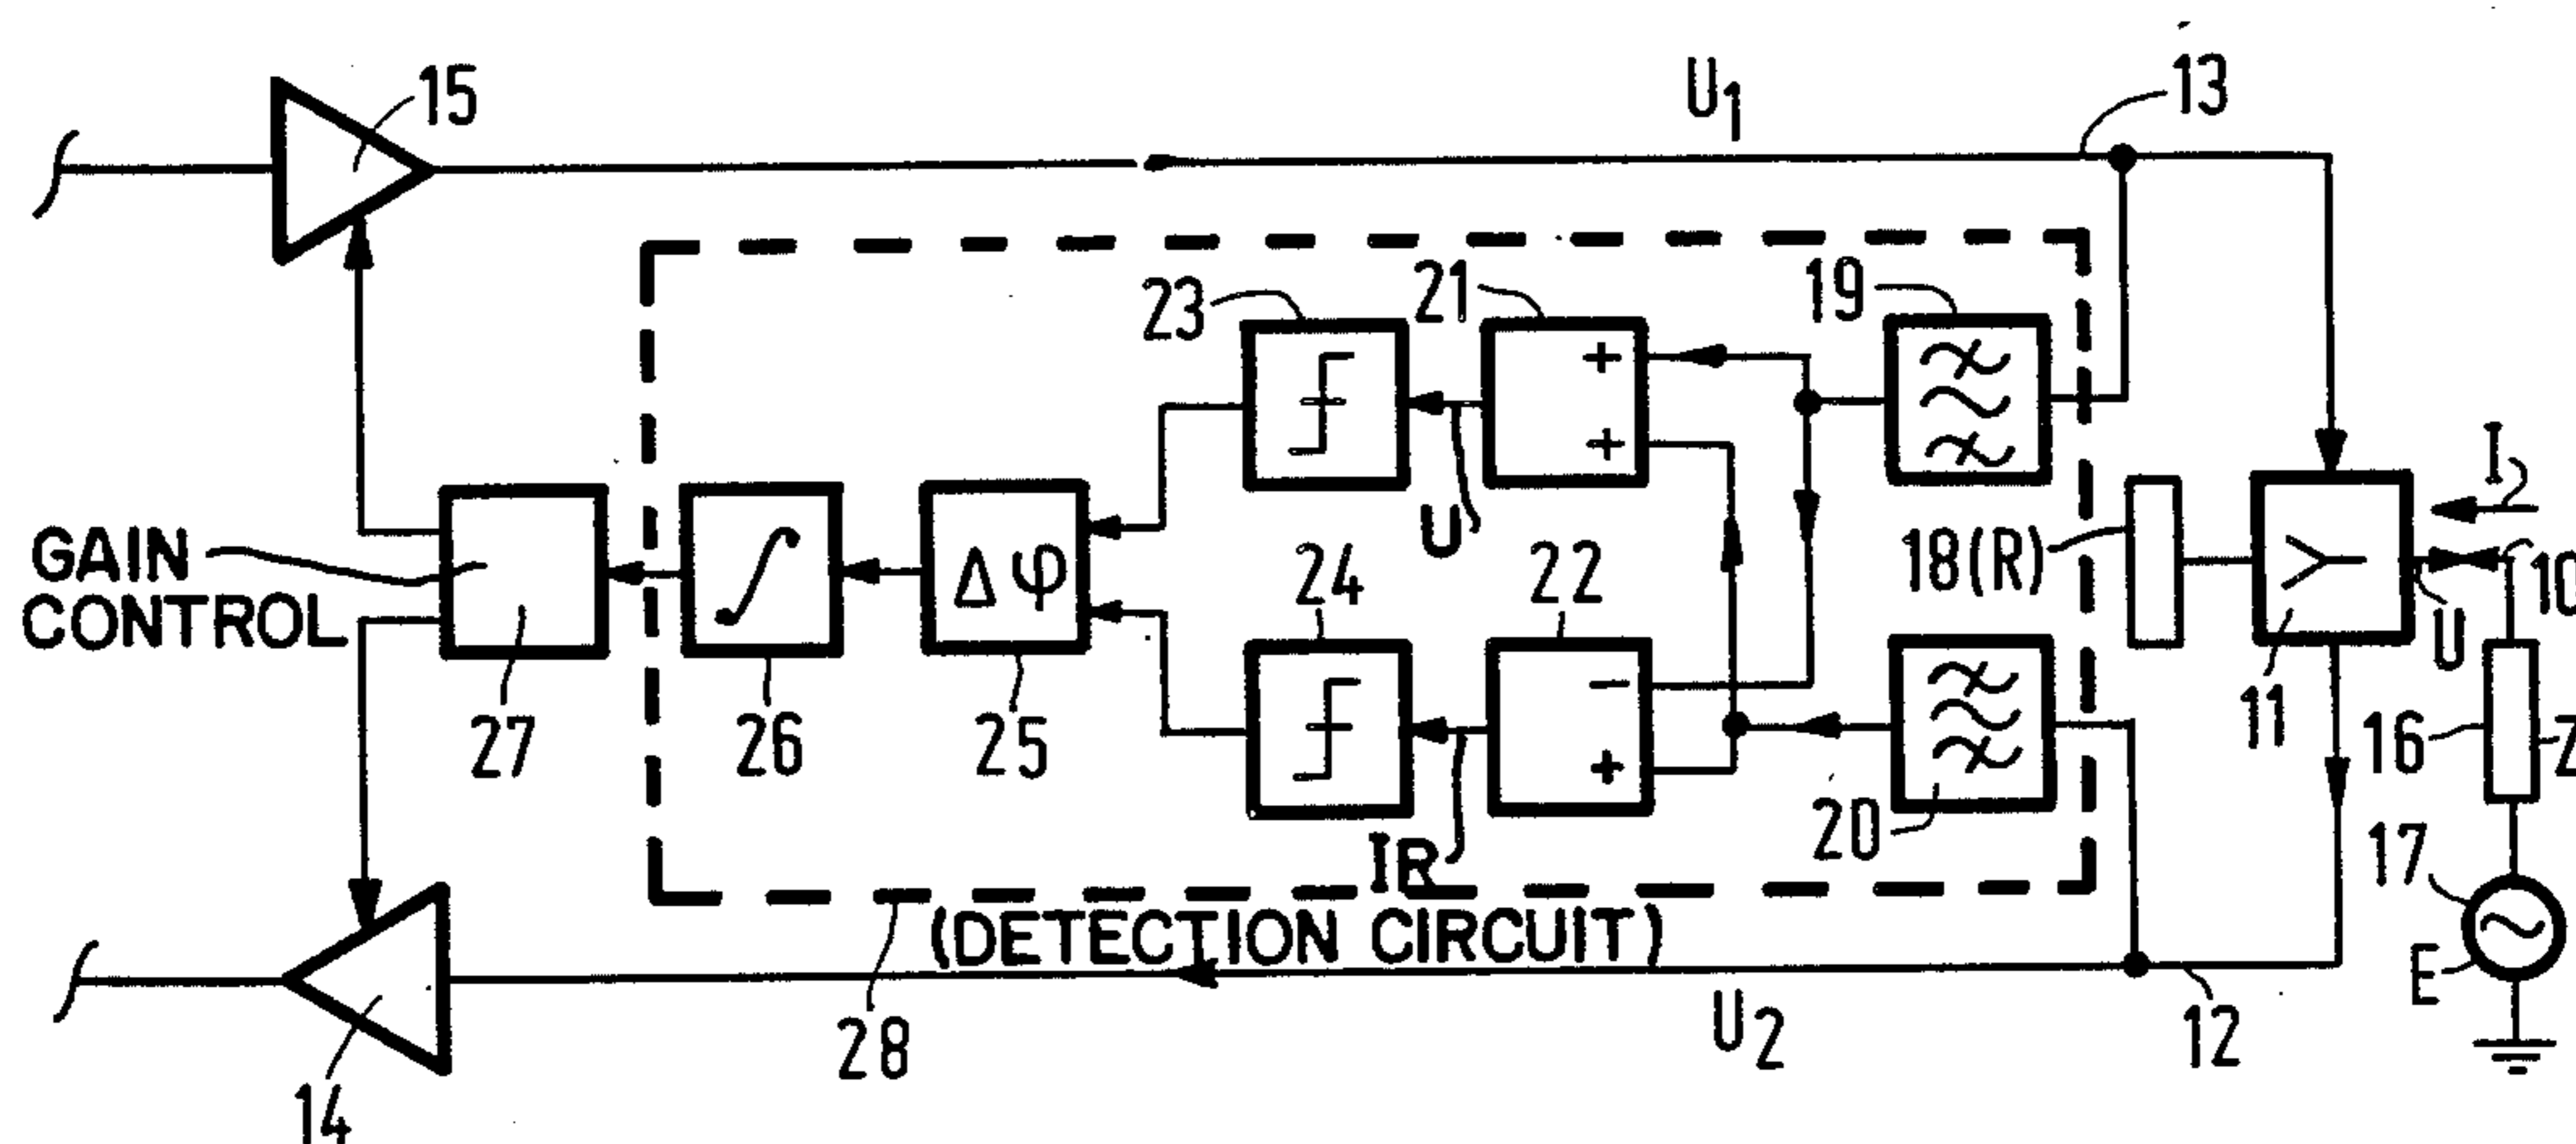 15
U1
13
23
21
19
+
+
I
U
18(R)
10
GAIN
CONTROL
Δφ
24
22
U
−
+
27
26
25
11
16
Z
20
17
IR
(DETECTION CIRCUIT)
E
28
U2
12
14